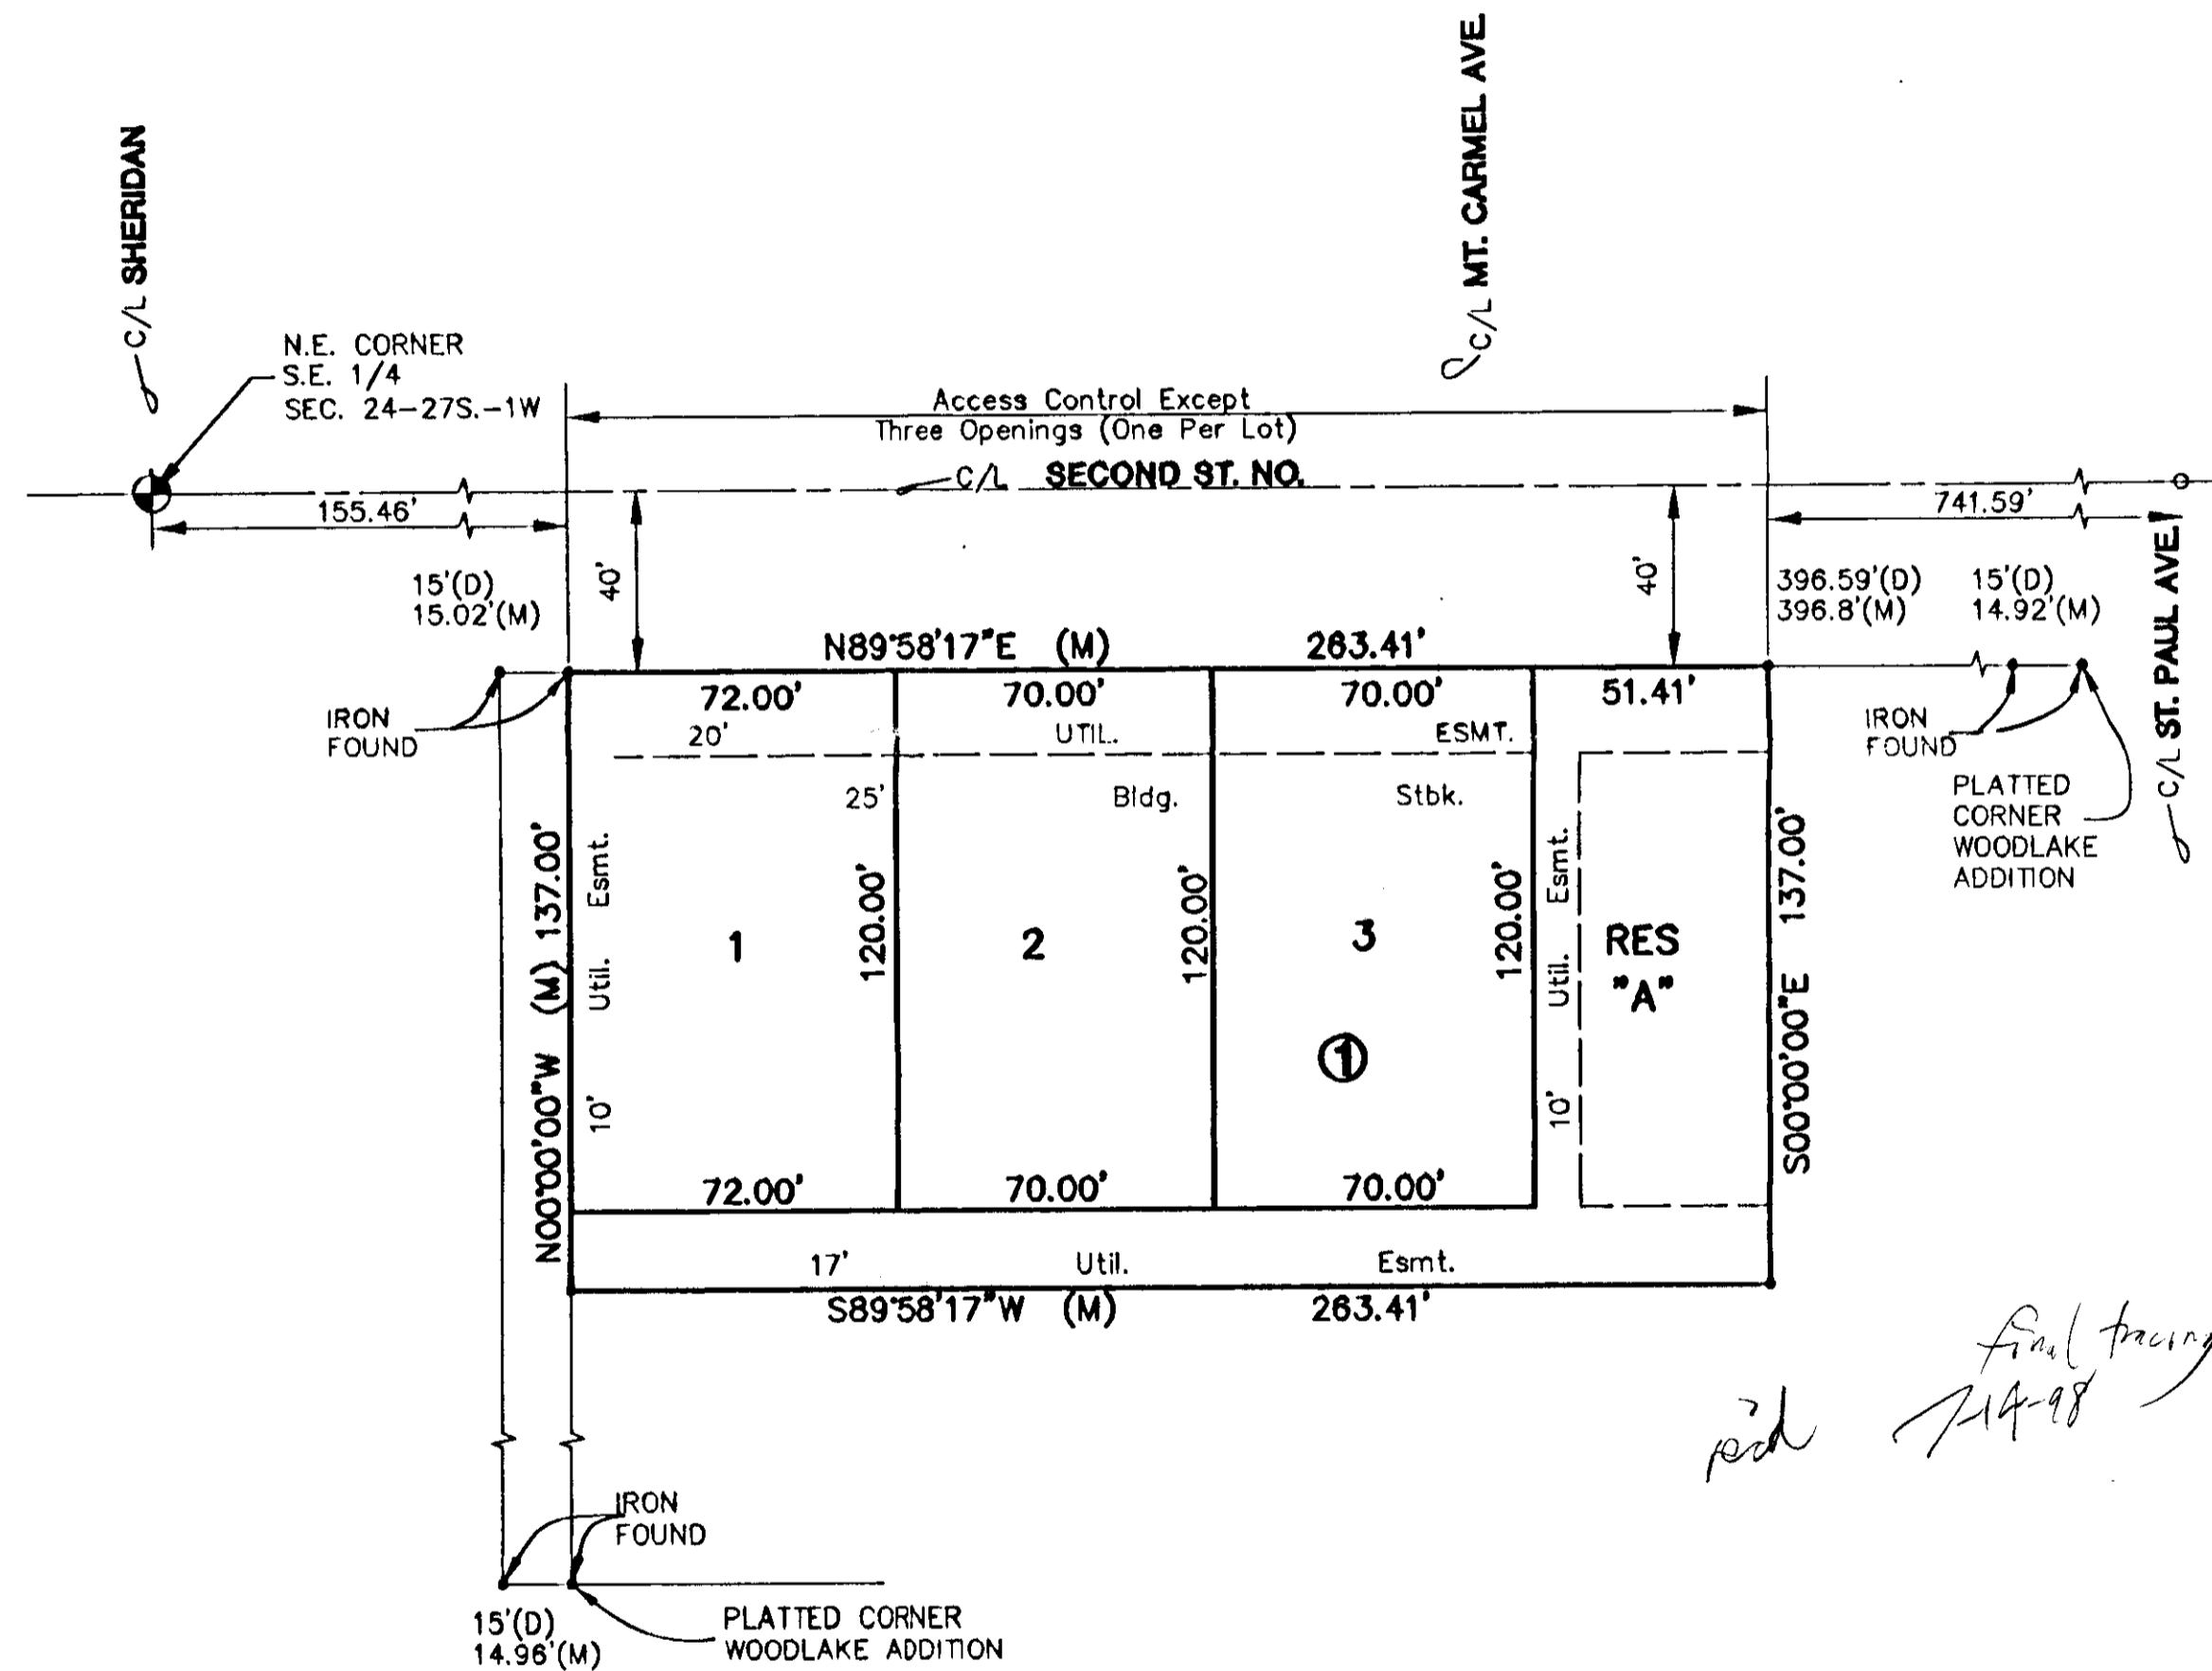 C/L SHERIDAN
C/L MT. CARMEL AVE.
N.E. CORNER
S.E. 1/4
SEC. 24-27S.-1W
Access Control Except
Three Openings (One Per Lot)
C/L SECOND ST. NO.
155.46'
741.59'
40'
40'
15'(D)
15.02'(M)
396.59'(D)
396.8'(M)
15'(D)
14.92'(M)
C/L ST. PAUL AVE.
N89°58'17"E (M) 263.41'
72.00'
70.00'
70.00'
51.41'
IRON
FOUND
20' UTIL. ESMT.
IRON
FOUND
25' Bldg. Stbk.
PLATTED
CORNER
WOODLAKE
ADDITION
N00°00'00"W (M) 137.00'
10' Util. Esmt.
120.00'
120.00'
120.00'
10' Util. Esmt.
S00°00'00"E 137.00'
1
2
3
RES
"A"
1
72.00'
70.00'
70.00'
17' Util. Esmt.
S89°58'17"W (M) 263.41'
final tracing
7-14-98
IRON
FOUND
15'(D)
14.96'(M)
PLATTED CORNER
WOODLAKE ADDITION